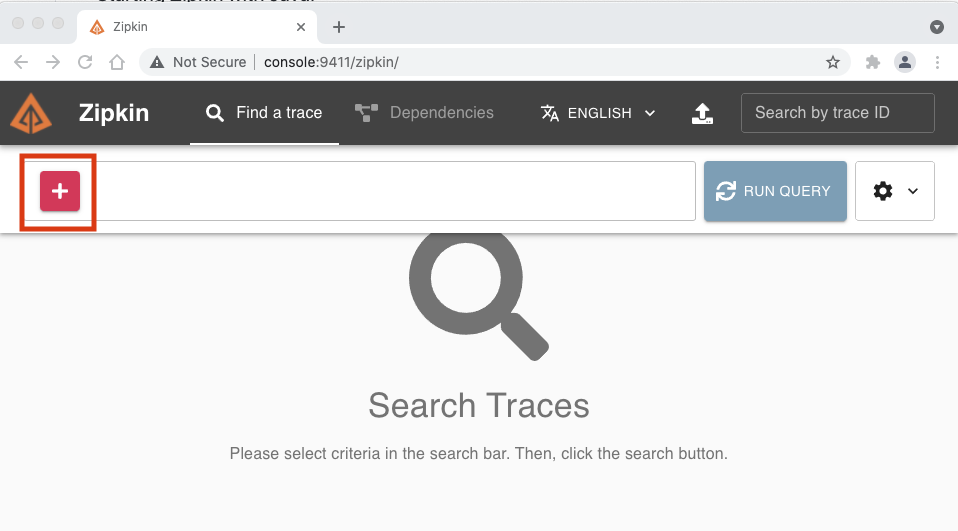 Zipkin
Not Secure console:9411/zipkin/
Zipkin Find a trace Dependencies ENGLISH Search by trace ID
RUN QUERY
Search Traces
Please select criteria in the search bar. Then, click the search button.